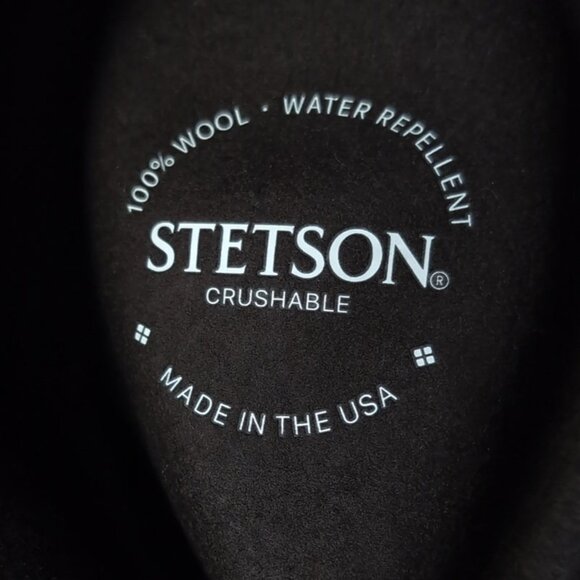 100% WOOL · WATER REPELLENT
STETSON®
CRUSHABLE
MADE IN THE USA